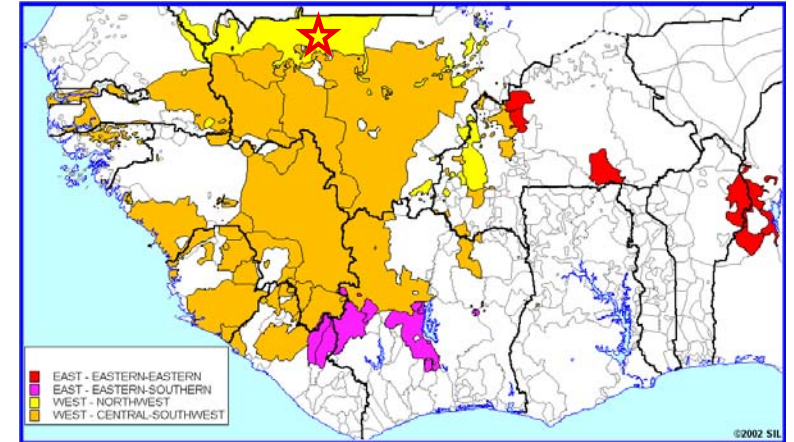 EAST - EASTERN-EASTERN
EAST - EASTERN-SOUTHERN
WEST - NORTHWEST
WEST - CENTRAL-SOUTHWEST
©2002 SIL